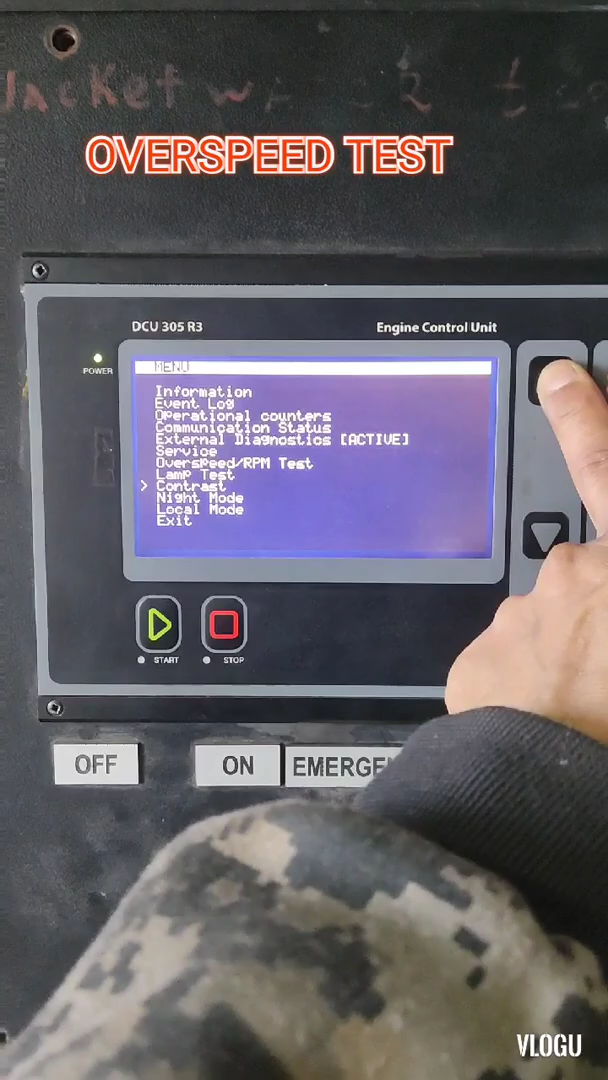 Jacket
OVERSPEED TEST
DCU 305 R3
Engine Control Unit
POWER
MENU
Information
Event Log
Operational counters
Communication Status
External Diagnostics [ACTIVE]
Service
Overspeed/RPM Test
Lamp Test
> Contrast
Night Mode
Local Mode
Exit
START
STOP
OFF
ON
VLOGU